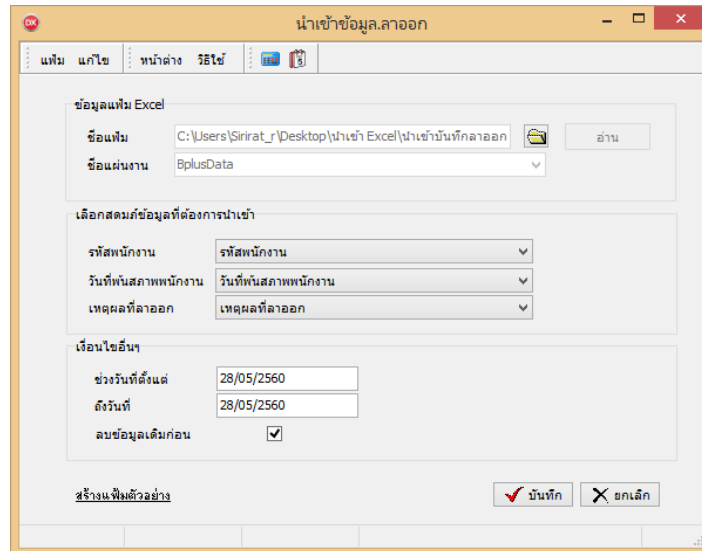 นำเข้าข้อมูล.ลาออก
แฟ้ม แก้ไข หน้าต่าง วิธีใช้
ข้อมูลแฟ้ม Excel
ชื่อแฟ้ม C:\Users\Sirirat_r\Desktop\นำเข้า Excel\นำเข้าบันทึกลาออก อ่าน
ชื่อแผ่นงาน BplusData
เลือกสดมภ์ข้อมูลที่ต้องการนำเข้า
รหัสพนักงาน รหัสพนักงาน
วันที่พ้นสภาพพนักงาน วันที่พ้นสภาพพนักงาน
เหตุผลที่ลาออก เหตุผลที่ลาออก
เงื่อนไขอื่นๆ
ช่วงวันที่ตั้งแต่ 28/05/2560
ถึงวันที่ 28/05/2560
ลบข้อมูลเดิมก่อน
สร้างแฟ้มตัวอย่าง บันทึก ยกเลิก